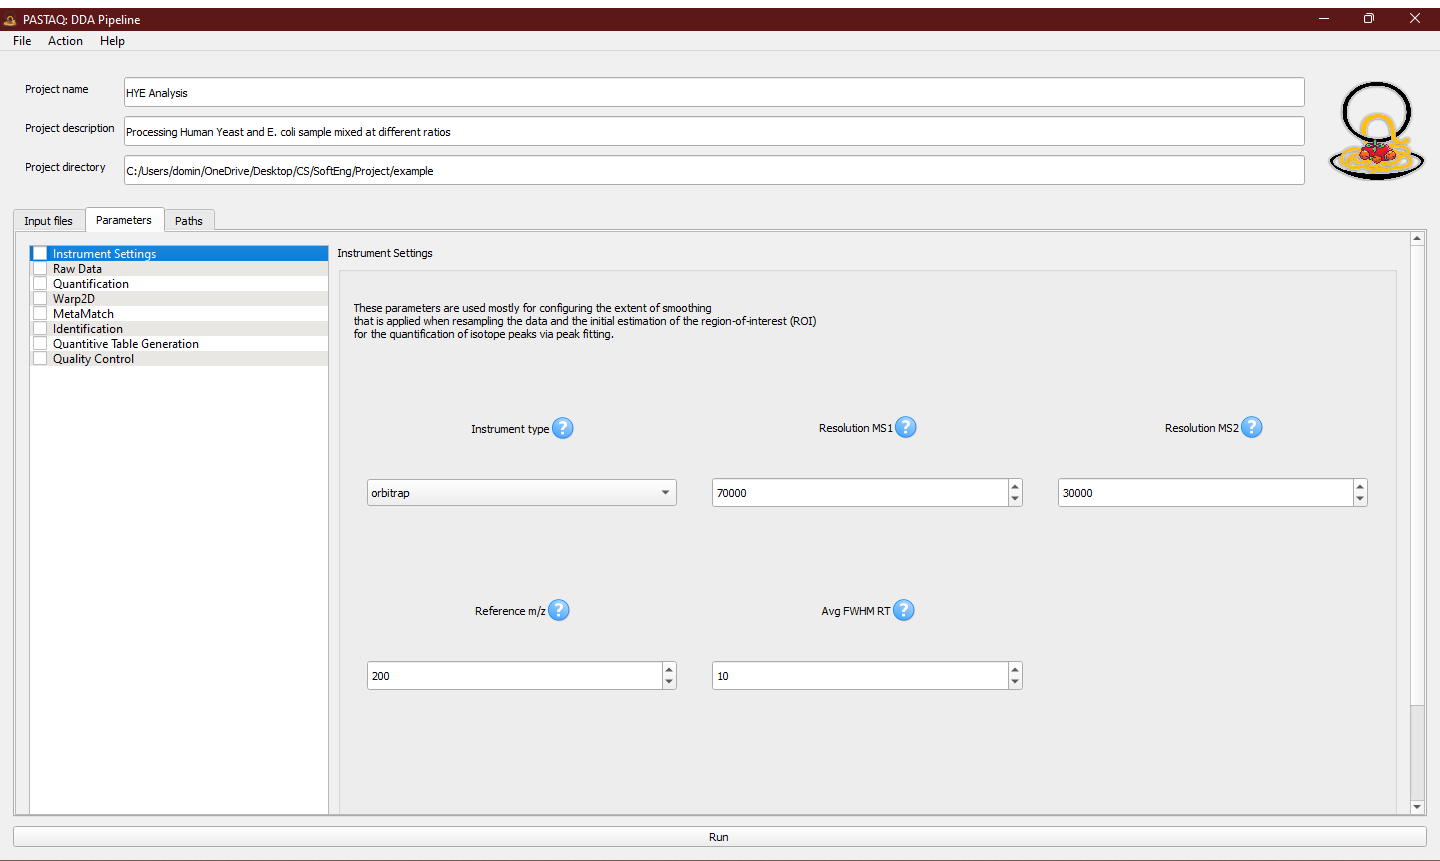 PASTAQ: DDA Pipeline
File Action Help
Project name
HYE Analysis
Project description
Processing Human Yeast and E. coli sample mixed at different ratios
Project directory
C:/Users/domin/OneDrive/Desktop/CS/SoftEng/Project/example
Input files Parameters Paths
Instrument Settings
Raw Data
Quantification
Warp2D
MetaMatch
Identification
Quantitive Table Generation
Quality Control
Instrument Settings
These parameters are used mostly for configuring the extent of smoothing
that is applied when resampling the data and the initial estimation of the region-of-interest (ROI)
for the quantification of isotope peaks via peak fitting.
Instrument type ? Resolution MS1 ? Resolution MS2 ?
orbitrap 70000 30000
Reference m/z ? Avg FWHM RT ?
200 10
Run